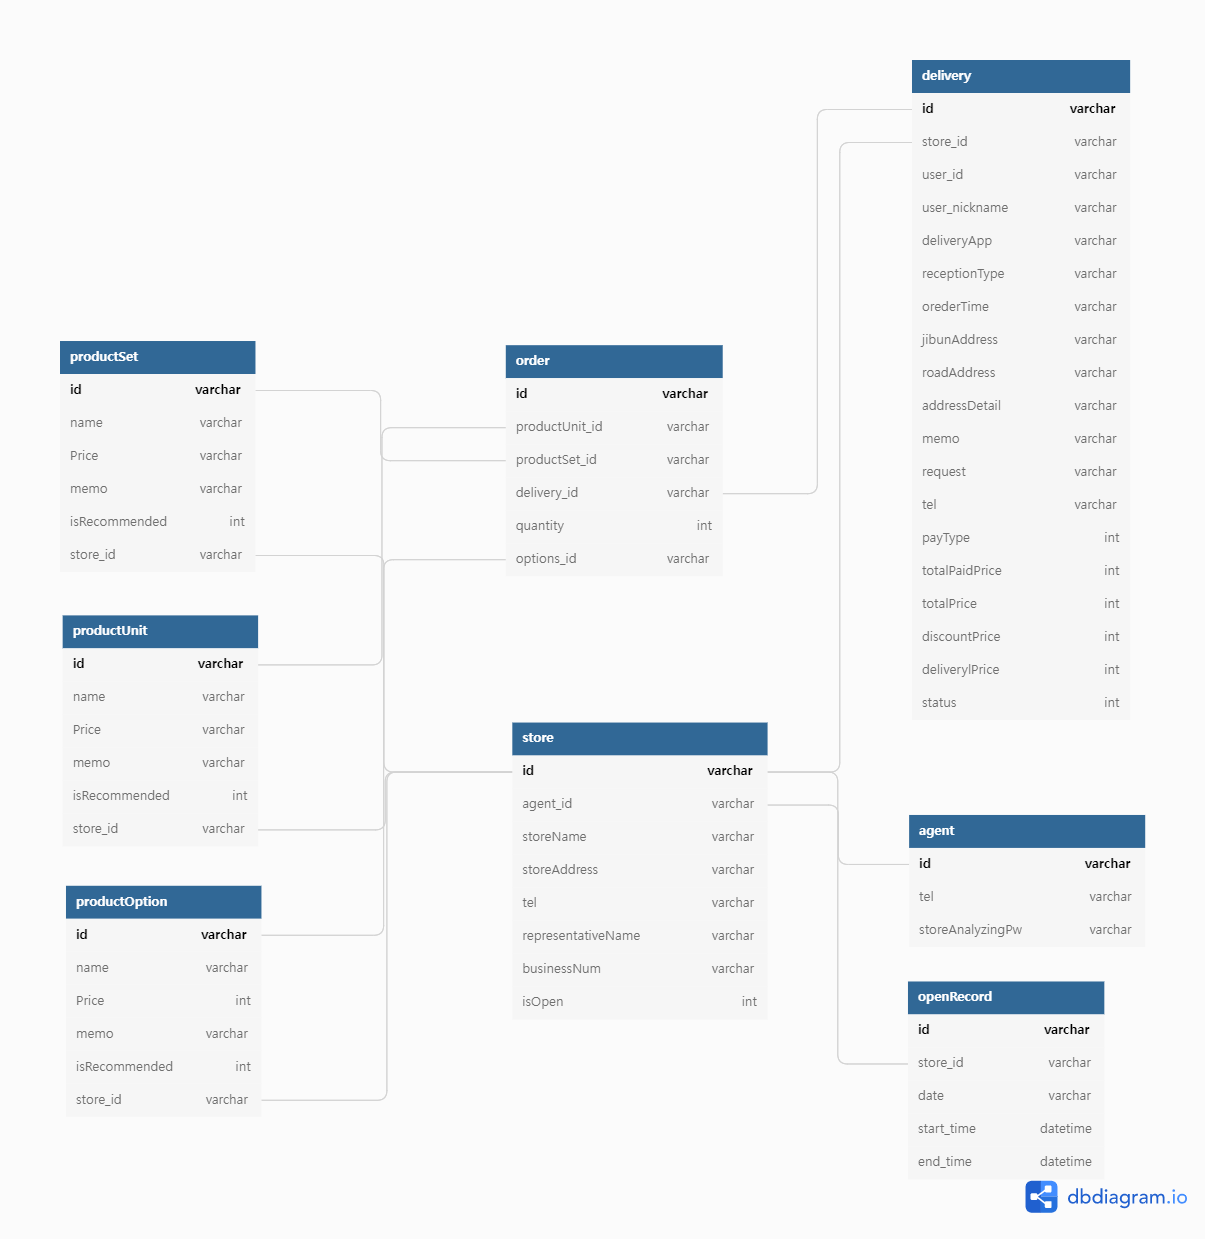 delivery
id varchar
store_id varchar
user_id varchar
user_nickname varchar
deliveryApp varchar
receptionType varchar
orederTime varchar
jibunAddress varchar
roadAddress varchar
addressDetail varchar
memo varchar
request varchar
tel varchar
payType int
totalPaidPrice int
totalPrice int
discountPrice int
deliverylPrice int
status int
productSet
id varchar
name varchar
Price varchar
memo varchar
isRecommended int
store_id varchar
order
id varchar
productUnit_id varchar
productSet_id varchar
delivery_id varchar
quantity int
options_id varchar
productUnit
id varchar
name varchar
Price varchar
memo varchar
isRecommended int
store_id varchar
store
id varchar
agent_id varchar
storeName varchar
storeAddress varchar
tel varchar
representativeName varchar
businessNum varchar
isOpen int
agent
id varchar
tel varchar
storeAnalyzingPw varchar
productOption
id varchar
name varchar
Price int
memo varchar
isRecommended int
store_id varchar
openRecord
id varchar
store_id varchar
date varchar
start_time datetime
end_time datetime
dbdiagram.io